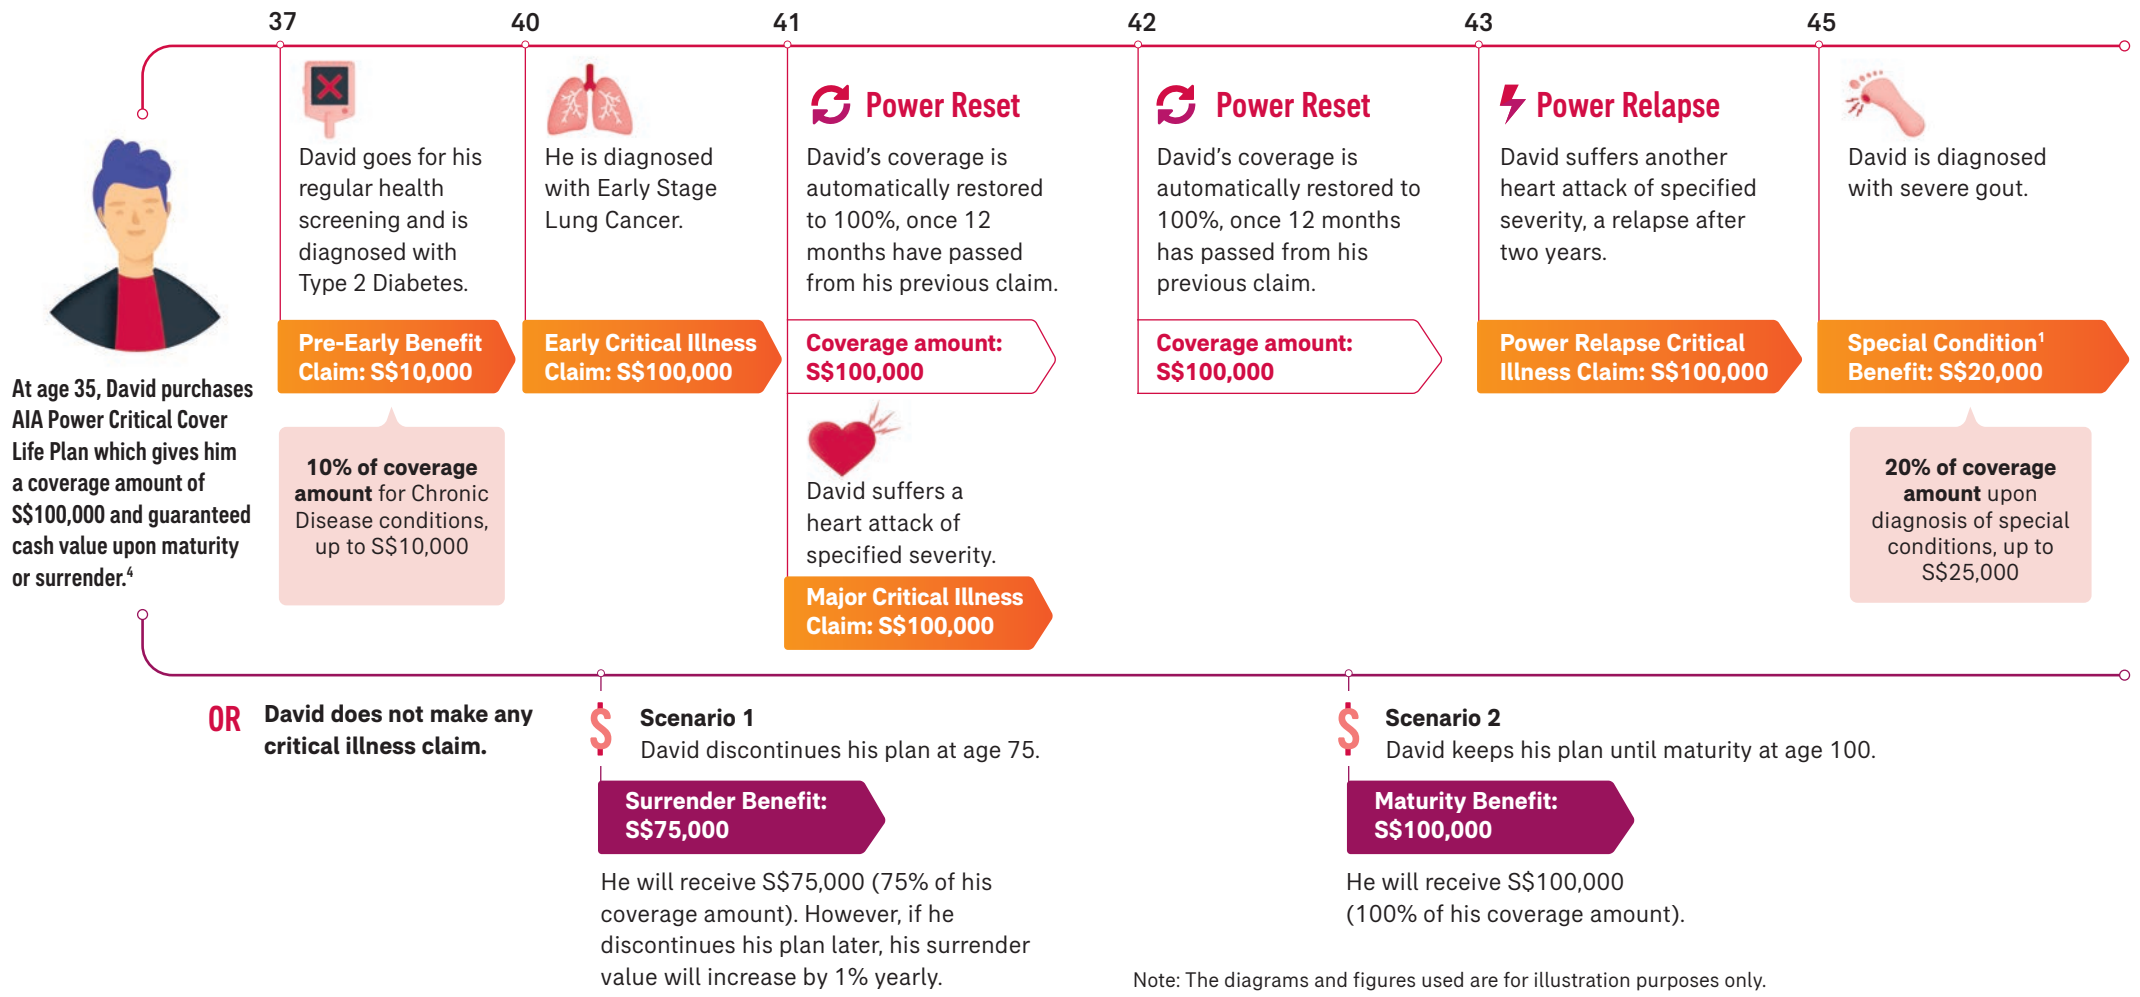 37
40
41
42
43
45
At age 35, David purchases
AIA Power Critical Cover
Life Plan which gives him
a coverage amount of
S$100,000 and guaranteed
cash value upon maturity
or surrender.⁴
David goes for his
regular health
screening and is
diagnosed with
Type 2 Diabetes.
Pre-Early Benefit
Claim: S$10,000
10% of coverage
amount for Chronic
Disease conditions,
up to S$10,000
He is diagnosed
with Early Stage
Lung Cancer.
Early Critical Illness
Claim: S$100,000
Power Reset
David’s coverage is
automatically restored
to 100%, once 12
months have passed
from his previous claim.
Coverage amount:
S$100,000
David suffers a
heart attack of
specified severity.
Major Critical Illness
Claim: S$100,000
Power Reset
David’s coverage is
automatically restored to
100%, once 12 months
has passed from his
previous claim.
Coverage amount:
S$100,000
Power Relapse
David suffers another
heart attack of specified
severity, a relapse after
two years.
Power Relapse Critical
Illness Claim: S$100,000
David is diagnosed
with severe gout.
Special Condition¹
Benefit: S$20,000
20% of coverage
amount upon
diagnosis of special
conditions, up to
S$25,000
OR
David does not make any
critical illness claim.
$
Scenario 1
David discontinues his plan at age 75.
Surrender Benefit:
S$75,000
He will receive S$75,000 (75% of his
coverage amount). However, if he
discontinues his plan later, his surrender
value will increase by 1% yearly.
$
Scenario 2
David keeps his plan until maturity at age 100.
Maturity Benefit:
S$100,000
He will receive S$100,000
(100% of his coverage amount).
Note: The diagrams and figures used are for illustration purposes only.